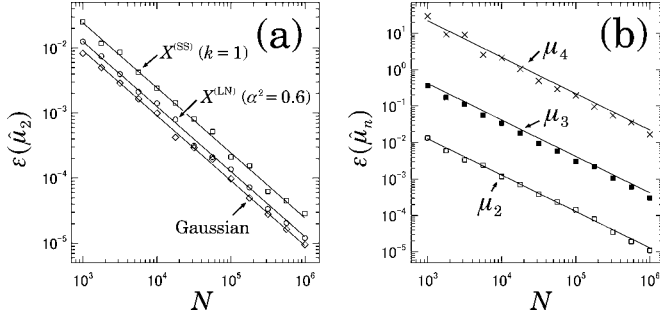 (a)
ε(μ̂₂)
10⁻²
10⁻³
10⁻⁴
10⁻⁵
X⁽ˢˢ⁾ (k = 1)
X⁽ᴸᴺ⁾ (α² = 0.6)
Gaussian
10³ 10⁴ 10⁵ 10⁶
N
(b)
ε(μ̂ₙ)
10¹
10⁰
10⁻¹
10⁻²
10⁻³
10⁻⁴
10⁻⁵
μ₄
μ₃
μ₂
10³ 10⁴ 10⁵ 10⁶
N